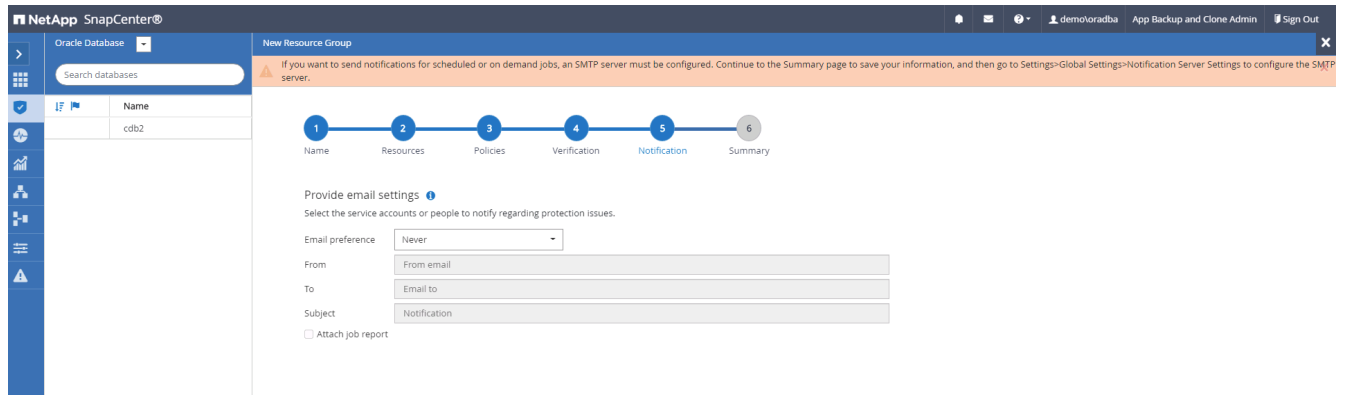 NetApp SnapCenter®
demo\oradba App Backup and Clone Admin Sign Out
Oracle Database
New Resource Group
Search databases
If you want to send notifications for scheduled or on demand jobs, an SMTP server must be configured. Continue to the Summary page to save your information, and then go to Settings>Global Settings>Notification Server Settings to configure the SMTP
server.
Name
cdb2
1 2 3 4 5 6
Name Resources Policies Verification Notification Summary
Provide email settings
Select the service accounts or people to notify regarding protection issues.
Email preference Never
From From email
To Email to
Subject Notification
Attach job report